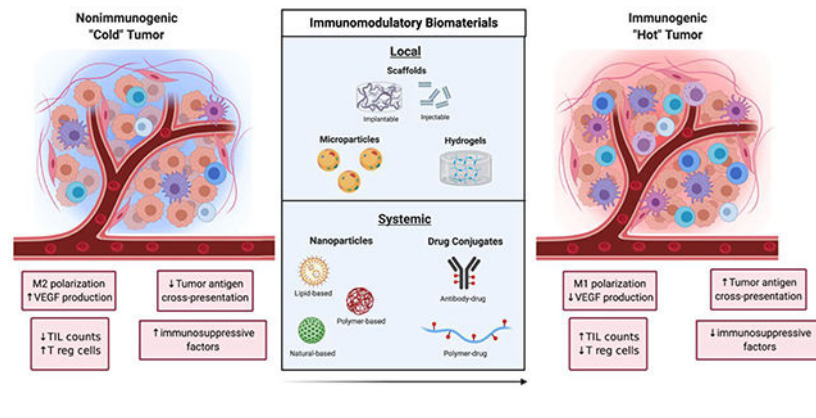 Nonimmunogenic
"Cold" Tumor
M2 polarization
↑VEGF production
↓Tumor antigen
cross-presentation
↓TIL counts
↑T reg cells
↑immunosuppressive
factors
Immunomodulatory Biomaterials
Local
Scaffolds
Implantable
Injectable
Microparticles
Hydrogels
Systemic
Nanoparticles
Drug Conjugates
Lipid-based
Polymer-based
Natural-based
Antibody-drug
Polymer-drug
Immunogenic
"Hot" Tumor
M1 polarization
↓VEGF production
↑Tumor antigen
cross-presentation
↑TIL counts
↓T reg cells
↓immunosuppressive
factors